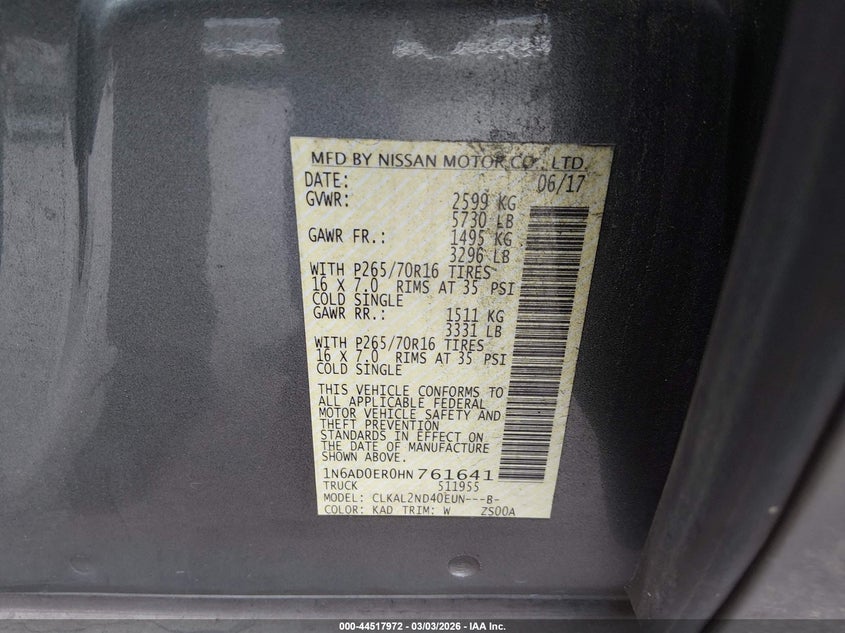 MFD BY NISSAN MOTOR CO., LTD.
DATE: 06/17
GVWR: 2599 KG
5730 LB
GAWR FR.: 1495 KG
3296 LB
WITH P265/70R16 TIRES
16 X 7.0 RIMS AT 35 PSI
COLD SINGLE
GAWR RR.: 1511 KG
3331 LB
WITH P265/70R16 TIRES
16 X 7.0 RIMS AT 35 PSI
COLD SINGLE
THIS VEHICLE CONFORMS TO
ALL APPLICABLE FEDERAL
MOTOR VEHICLE SAFETY AND
THEFT PREVENTION
STANDARDS IN EFFECT ON
THE DATE OF MANUFACTURE
SHOWN ABOVE.
1N6AD0ER0HN761641
TRUCK 511955
MODEL: CLKAL2ND40EUN---B-
COLOR: KAD TRIM: W ZS00A
000-44517972 - 03/03/2026 - IAA Inc.